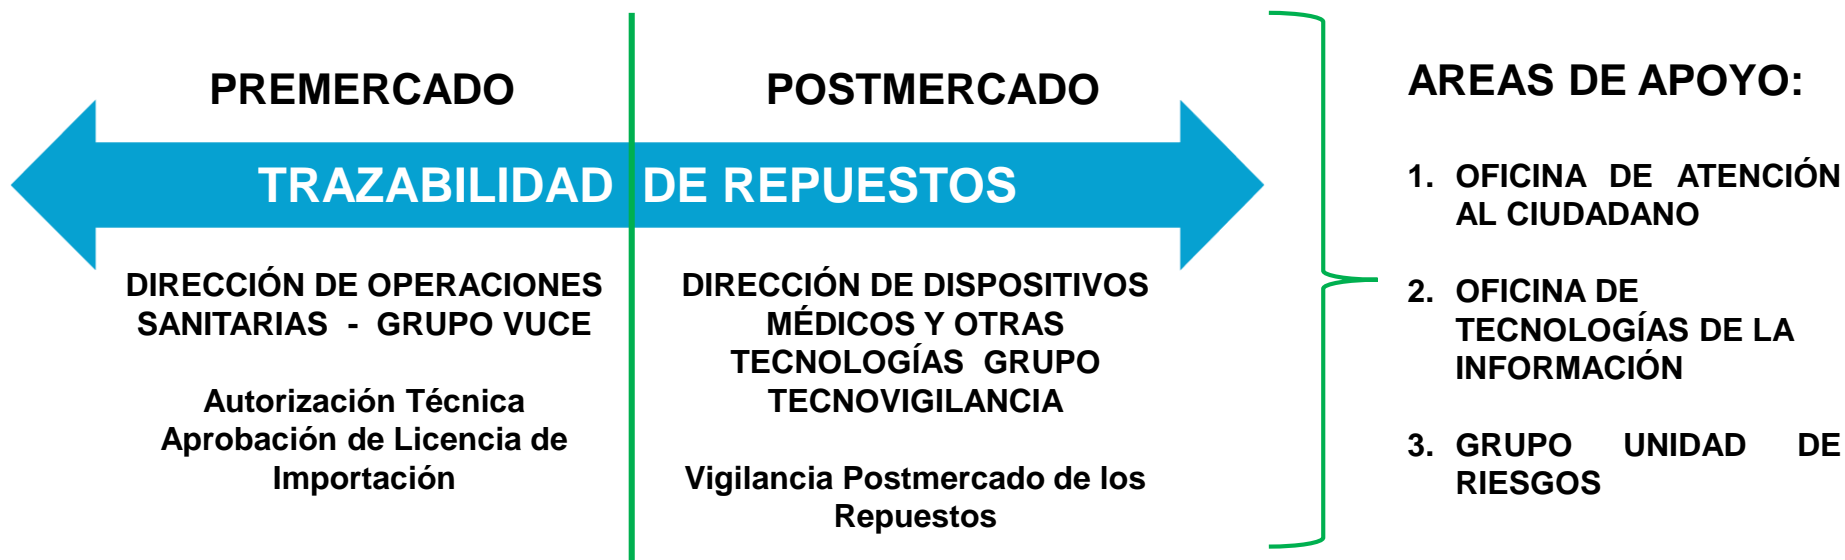 PREMERCADO
POSTMERCADO
TRAZABILIDAD DE REPUESTOS
DIRECCIÓN DE OPERACIONES
SANITARIAS - GRUPO VUCE
Autorización Técnica
Aprobación de Licencia de
Importación
DIRECCIÓN DE DISPOSITIVOS
MÉDICOS Y OTRAS
TECNOLOGÍAS GRUPO
TECNOVIGILANCIA
Vigilancia Postmercado de los
Repuestos
AREAS DE APOYO:
1. OFICINA DE ATENCIÓN
AL CIUDADANO
2. OFICINA DE
TECNOLOGÍAS DE LA
INFORMACIÓN
3. GRUPO UNIDAD DE
RIESGOS